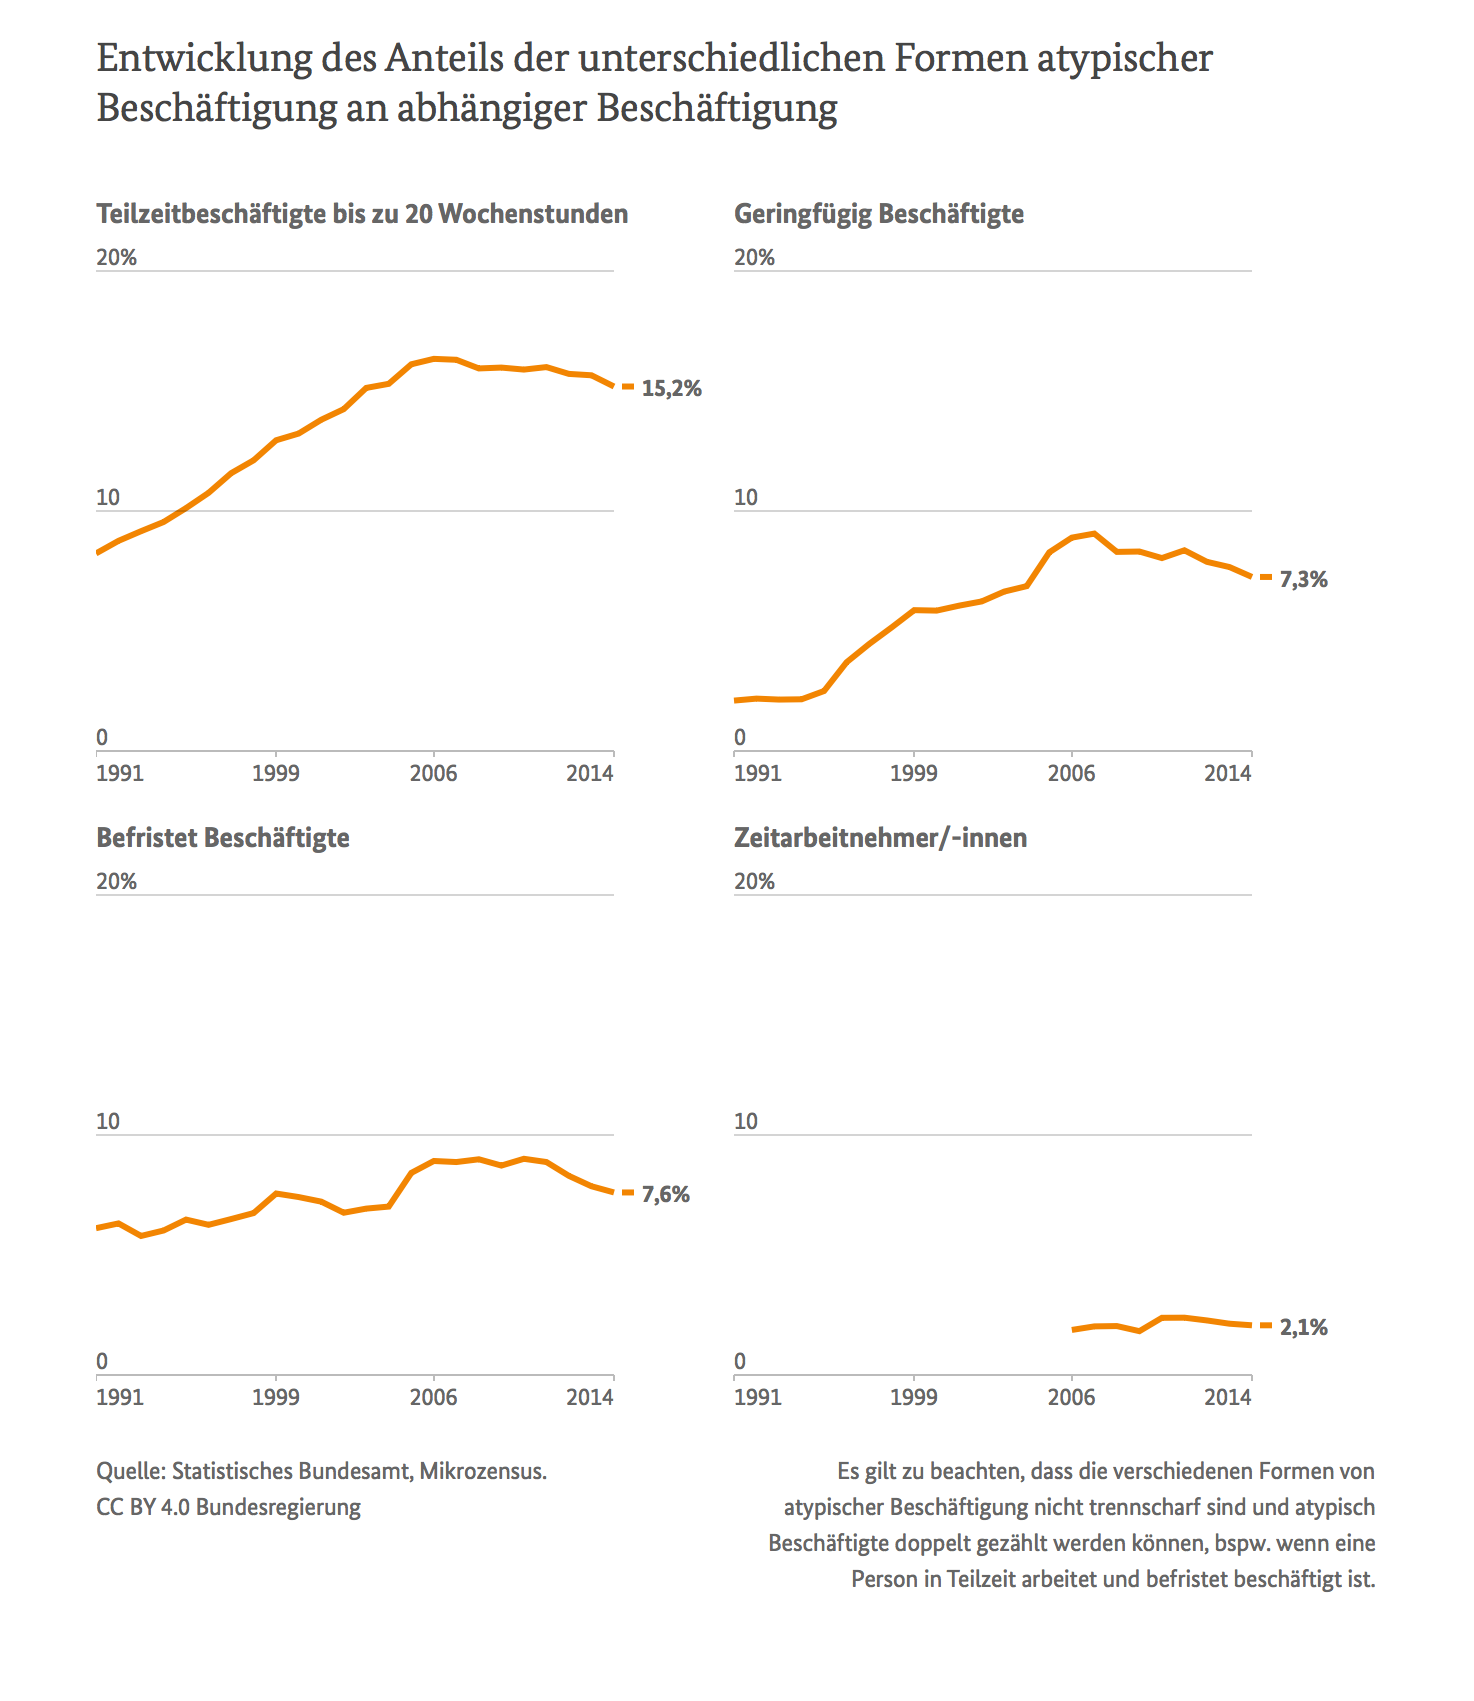 Entwicklung des Anteils der unterschiedlichen Formen atypischer
Beschäftigung an abhängiger Beschäftigung
Teilzeitbeschäftigte bis zu 20 Wochenstunden
20%
15,2%
10
0
1991 1999 2006 2014
Geringfügig Beschäftigte
20%
10
7,3%
0
1991 1999 2006 2014
Befristet Beschäftigte
20%
10
7,6%
0
1991 1999 2006 2014
Zeitarbeitnehmer/-innen
20%
10
2,1%
0
1991 1999 2006 2014
Quelle: Statistisches Bundesamt, Mikrozensus.
CC BY 4.0 Bundesregierung
Es gilt zu beachten, dass die verschiedenen Formen von
atypischer Beschäftigung nicht trennscharf sind und atypisch
Beschäftigte doppelt gezählt werden können, bspw. wenn eine
Person in Teilzeit arbeitet und befristet beschäftigt ist.